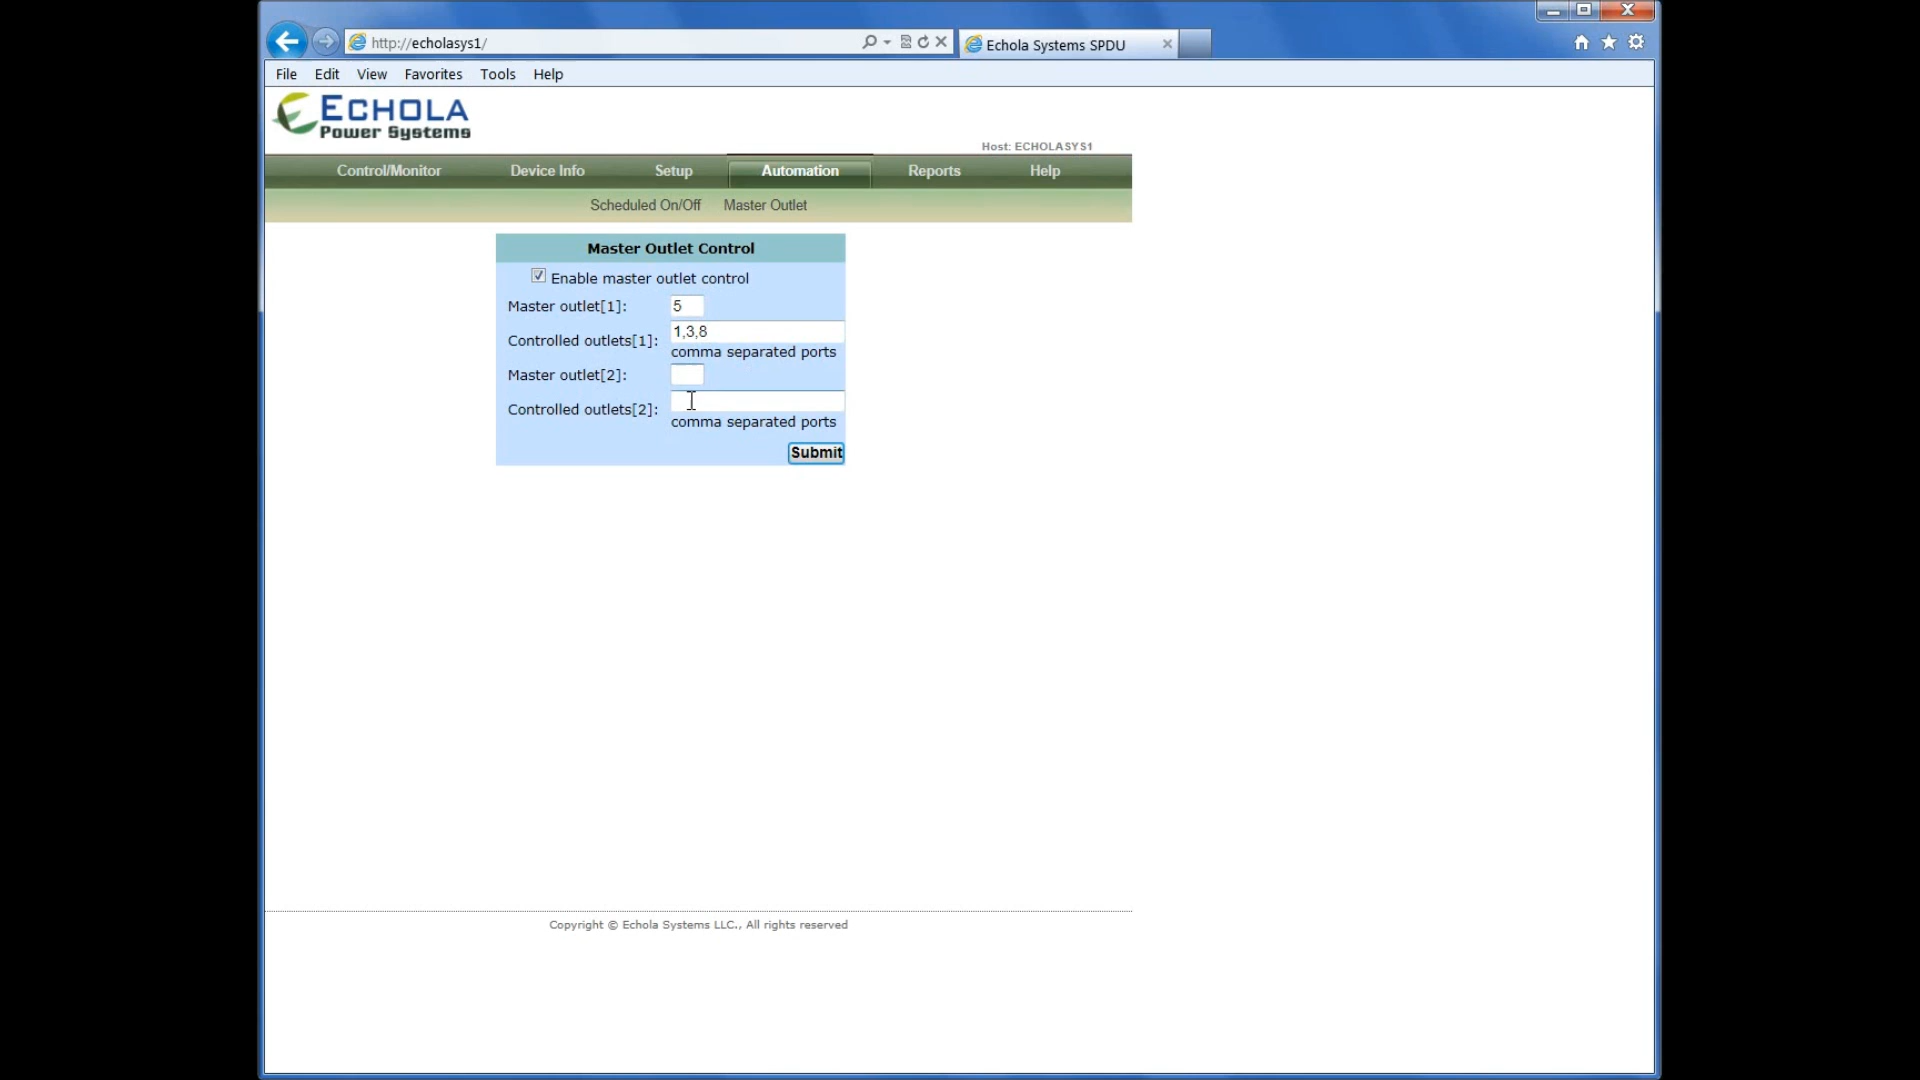 http://echolasys1/
Echola Systems SPDU
File Edit View Favorites Tools Help
ECHOLA
Power Systems
Host: ECHOLASYS1
Control/Monitor Device Info Setup Automation Reports Help
Scheduled On/Off Master Outlet
Master Outlet Control
Enable master outlet control
Master outlet[1]: 5
Controlled outlets[1]: 1,3,8
comma separated ports
Master outlet[2]:
Controlled outlets[2]:
comma separated ports
Submit
Copyright © Echola Systems LLC., All rights reserved